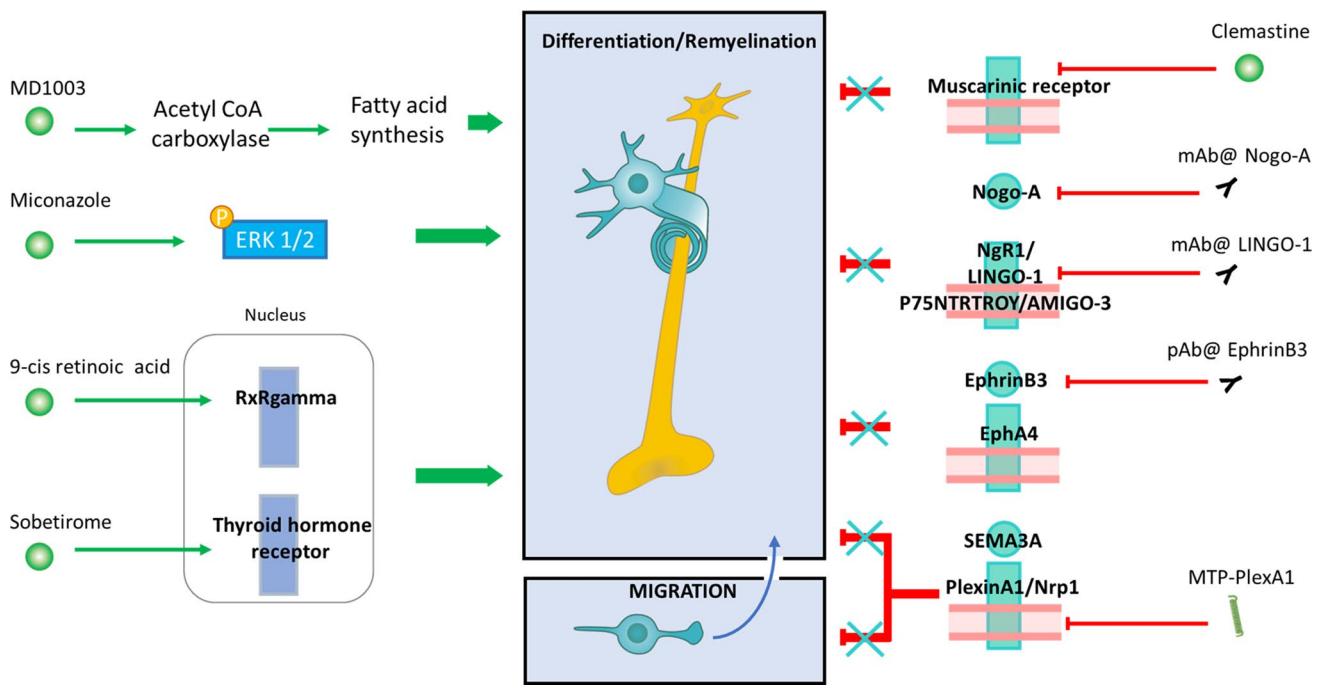 MD1003
Acetyl CoA
carboxylase
Fatty acid
synthesis
Miconazole
P
ERK 1/2
Nucleus
9-cis retinoic acid
RxRgamma
Sobetirome
Thyroid hormone
receptor
Differentiation/Remyelination
MIGRATION
Clemastine
Muscarinic receptor
mAb@ Nogo-A
Nogo-A
mAb@ LINGO-1
NgR1/
LINGO-1
P75NTRTROY/AMIGO-3
pAb@ EphrinB3
EphrinB3
EphA4
SEMA3A
PlexinA1/Nrp1
MTP-PlexA1